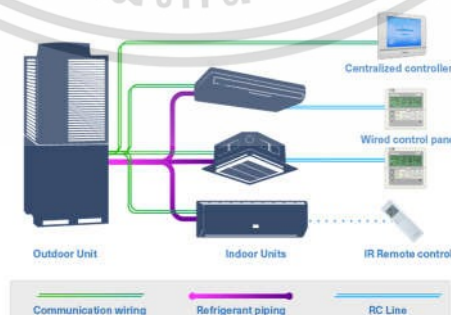 Centralized controller
Wired control pane
Outdoor Unit
Indoor Units
IR Remote control
Communication wiring
Refrigerant piping
RC Line